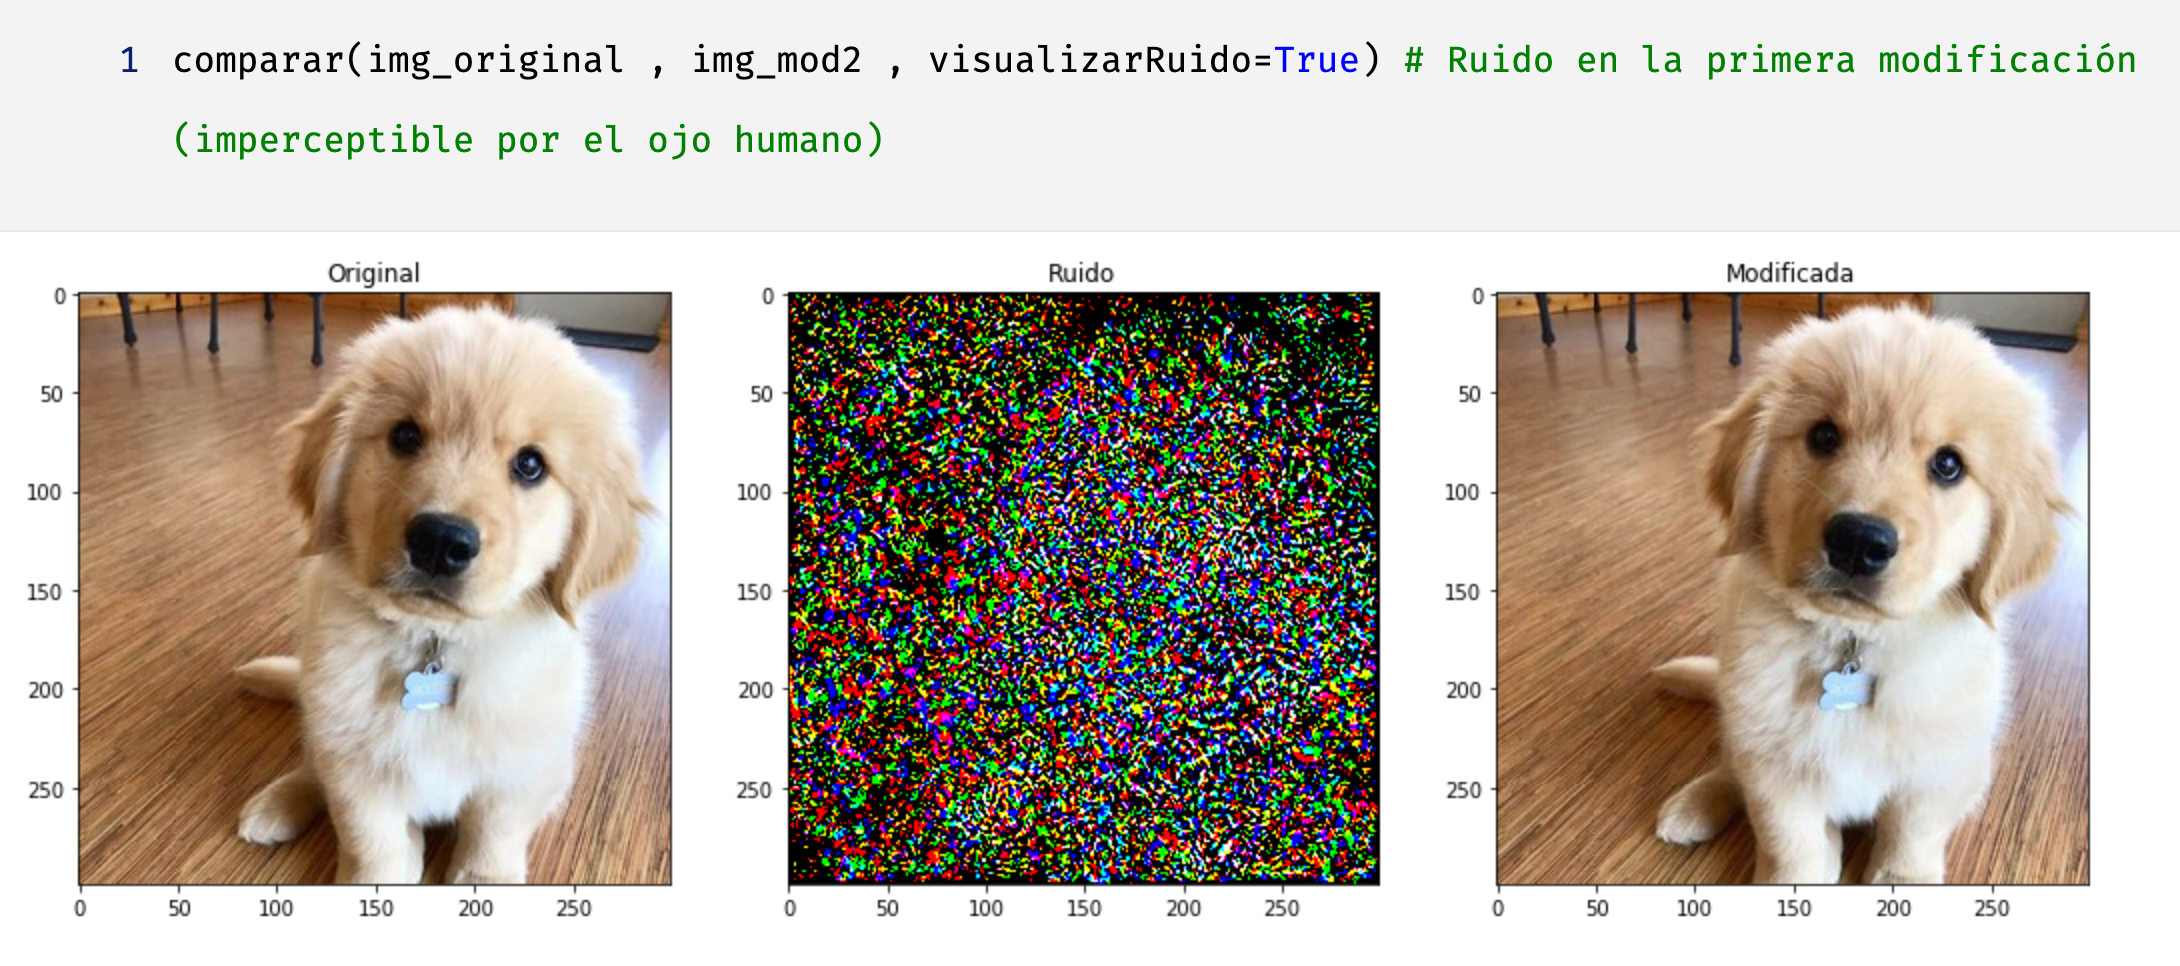 1 comparar(img_original , img_mod2 , visualizarRuido=True) # Ruido en la primera modificación
(imperceptible por el ojo humano)
Original
Ruido
Modificada
0
50
100
150
200
250
0 50 100 150 200 250
0
50
100
150
200
250
0 50 100 150 200 250
0
50
100
150
200
250
0 50 100 150 200 250